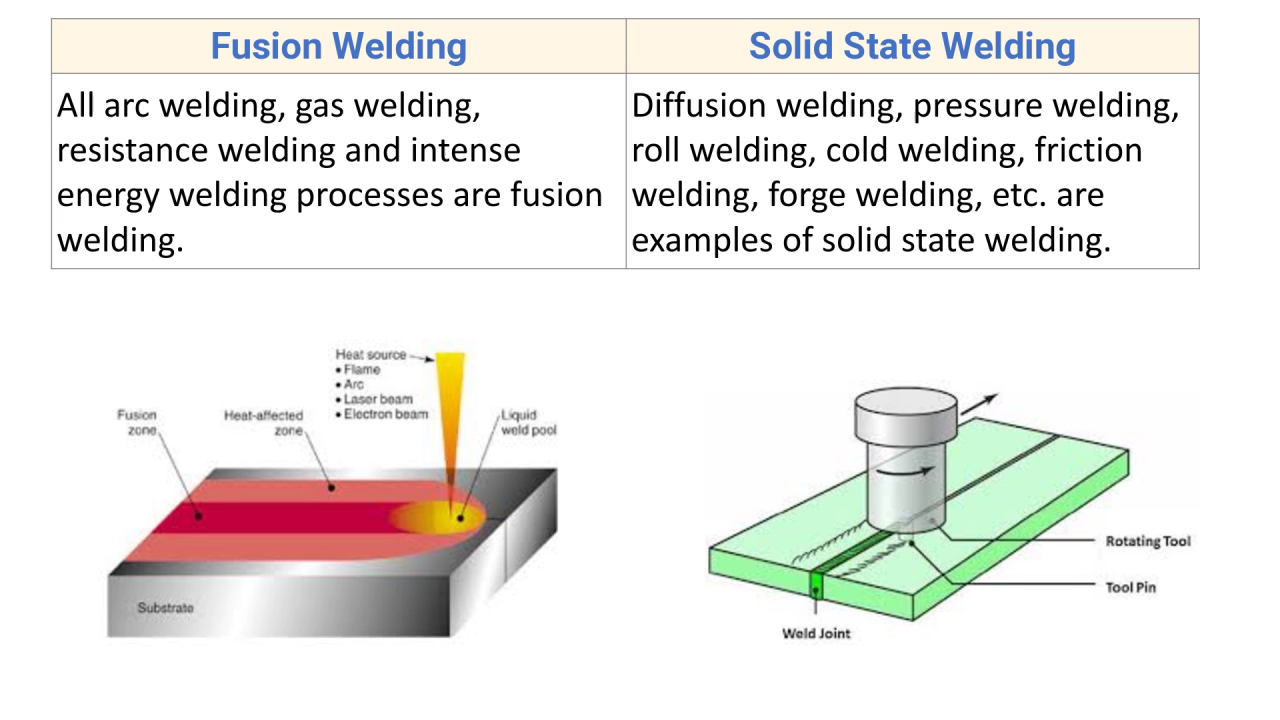 Fusion Welding
Solid State Welding
All arc welding, gas welding,
resistance welding and intense
energy welding processes are fusion
welding.
Diffusion welding, pressure welding,
roll welding, cold welding, friction
welding, forge welding, etc. are
examples of solid state welding.
Heat source
• Flame
• Arc
• Laser beam
• Electron beam
Fusion
zone
Heat-affected
zone
Liquid
weld pool
Substrate
Rotating Tool
Tool Pin
Weld Joint